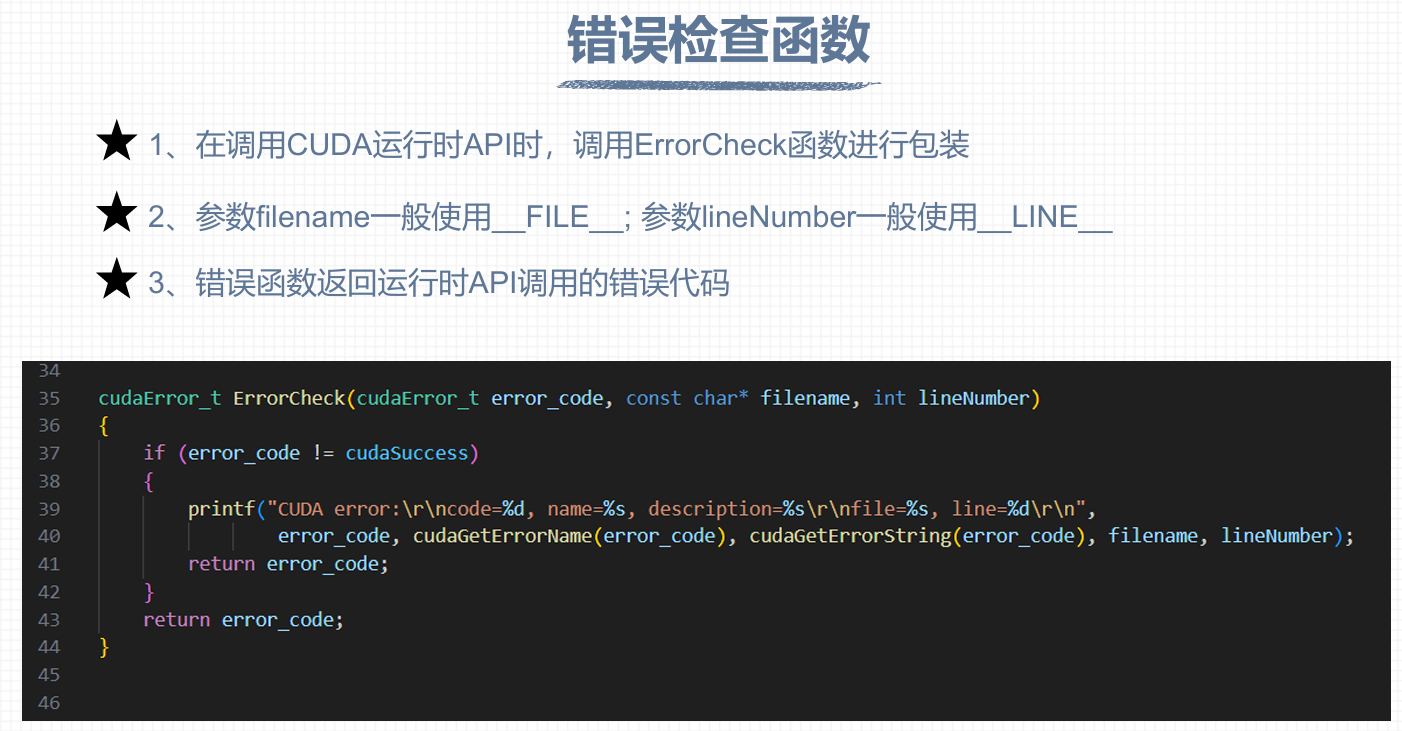 错误检查函数
★ 1、在调用CUDA运行时API时，调用ErrorCheck函数进行包装
★ 2、参数filename一般使用__FILE__; 参数lineNumber一般使用__LINE__
★ 3、错误函数返回运行时API调用的错误代码
34
35 cudaError_t ErrorCheck(cudaError_t error_code, const char* filename, int lineNumber)
36 {
37 if (error_code != cudaSuccess)
38 {
39 printf("CUDA error:\r\ncode=%d, name=%s, description=%s\r\nfile=%s, line=%d\r\n",
40 error_code, cudaGetErrorName(error_code), cudaGetErrorString(error_code), filename, lineNumber);
41 return error_code;
42 }
43 return error_code;
44 }
45
46